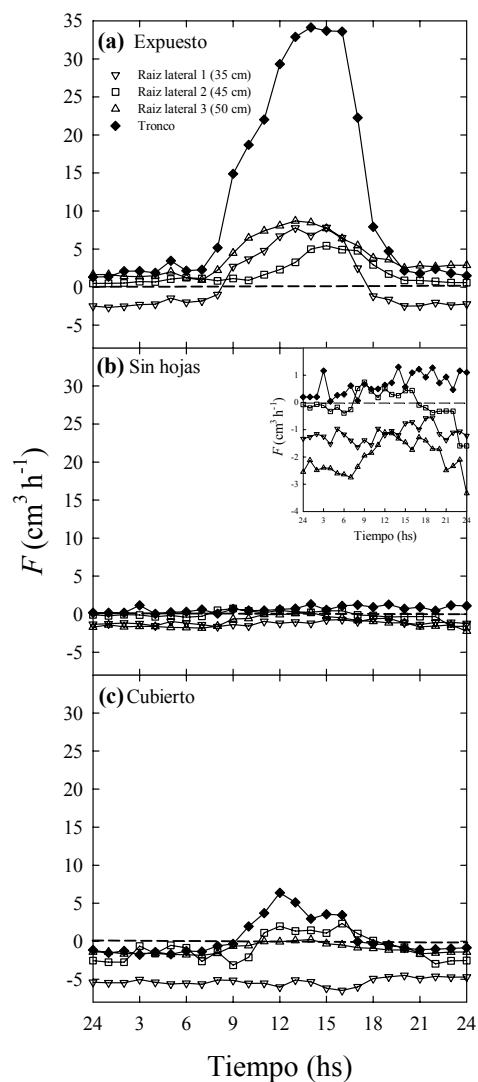 (a) Expuesto
Raiz lateral 1 (35 cm)
Raiz lateral 2 (45 cm)
Raiz lateral 3 (50 cm)
Tronco
35
30
25
20
15
10
5
0
-5
(b) Sin hojas
30
25
20
15
10
5
0
-5
1
0
-1
-2
-3
-4
F (cm³ h⁻¹)
24 3 6 9 12 15 18 21 24
Tiempo (hs)
F (cm³ h⁻¹)
(c) Cubierto
30
25
20
15
10
5
0
-5
24 3 6 9 12 15 18 21 24
Tiempo (hs)